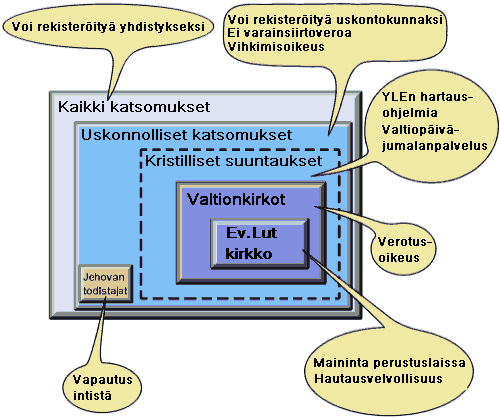 Voi rekisteröityä yhdistykseksi
Voi rekisteröityä uskontokunnaksi
Ei varainsiirtoveroa
Vihkimisoikeus
YLEn hartaus-
ohjelmia
Valtiopäivä-
jumalanpalvelus
Kaikki katsomukset
Uskonnolliset katsomukset
Kristilliset suuntaukset
Valtionkirkot
Ev.Lut
kirkko
Verotus-
oikeus
Jehovan
todistajat
Vapautus
intistä
Maininta perustuslaissa
Hautausvelvollisuus